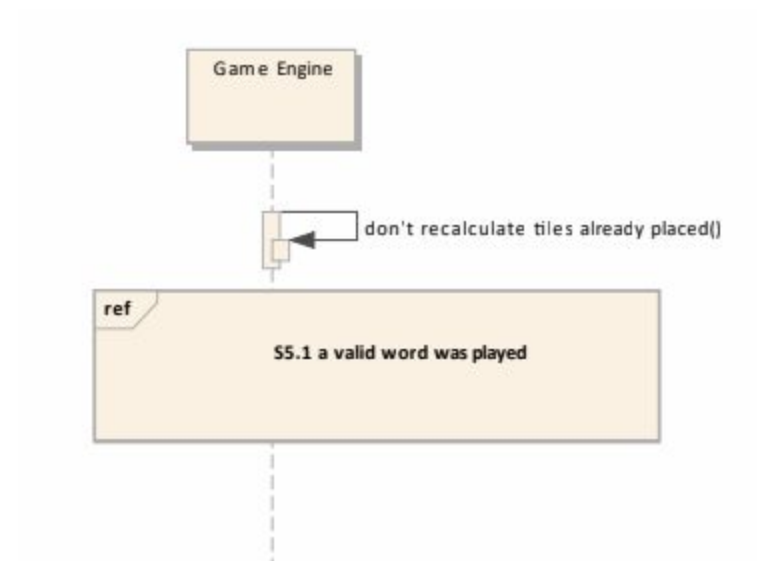 Game Engine
don't recalculate tiles already placed()
ref
S5.1 a valid word was played